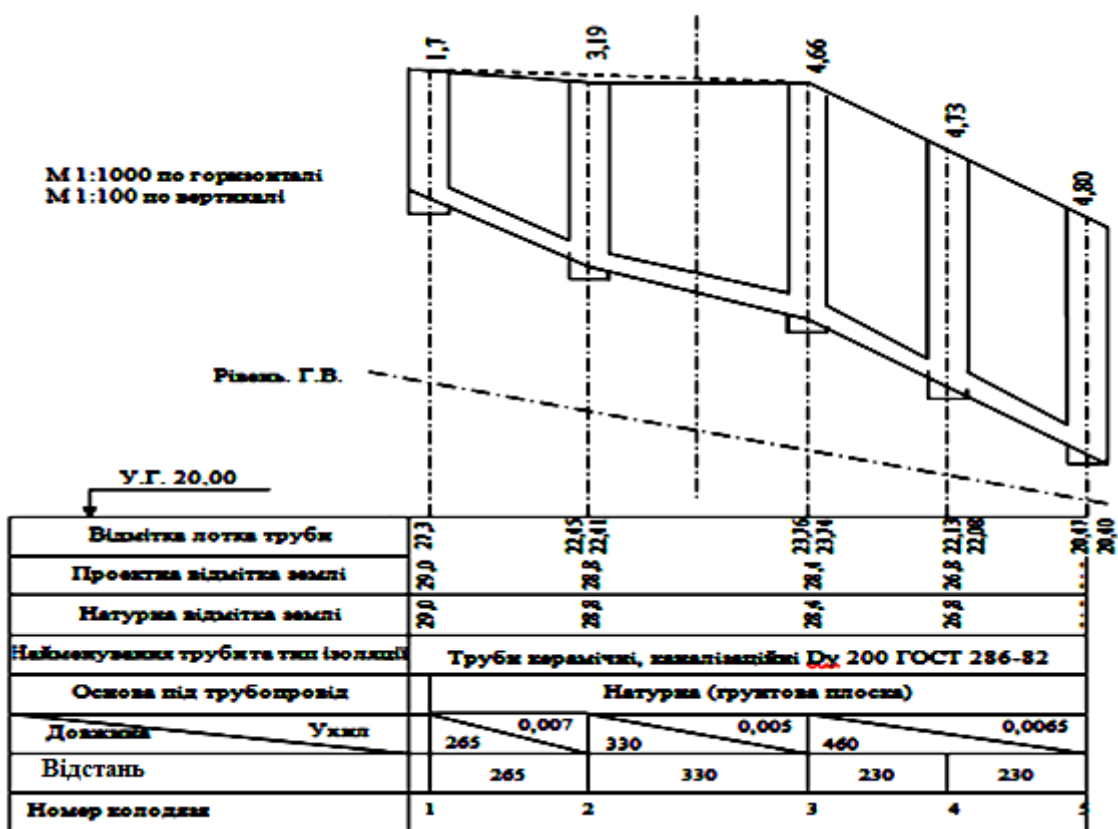 1,7
3,19
4,66
4,73
4,80
М 1:1000 по горизонталі
М 1:100 по вертикалі
Рівень. Г.В.
У.Г. 20,00
Відмітка лотка труби 27,3 22,45 22,41 23,76 23,74 22,13 22,08 20,47 20,40
Проектна відмітка землі 29,0 28,8 28,4 26,8
Натурна відмітка землі 29,0 28,8 28,4 26,8
Найменування труби та тип ізоляції Труби керамічні, каналізаційні Dу 200 ГОСТ 286-82
Основа під трубопровід Натурна (грунтова плоска)
Довжина Ухил 265 0,007 330 0,005 460 0,0065
Відстань 265 330 230 230
Номер колодязя 1 2 3 4 5